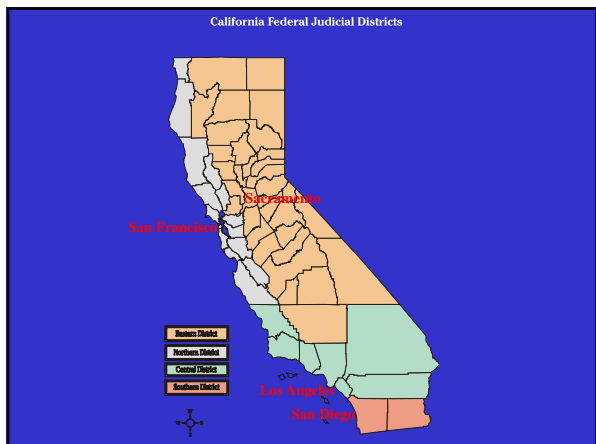 California Federal Judicial Districts
Sacramento
San Francisco
Eastern District
Northern District
Central District
Southern District
Los Angeles
San Diego